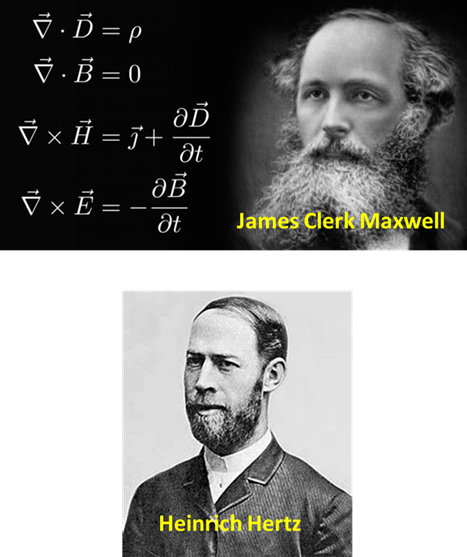 ∇⃗ · D⃗ = ρ
∇⃗ · B⃗ = 0
∇⃗ × H⃗ = ȷ⃗ + ∂D⃗/∂t
∇⃗ × E⃗ = −∂B⃗/∂t
James Clerk Maxwell
Heinrich Hertz